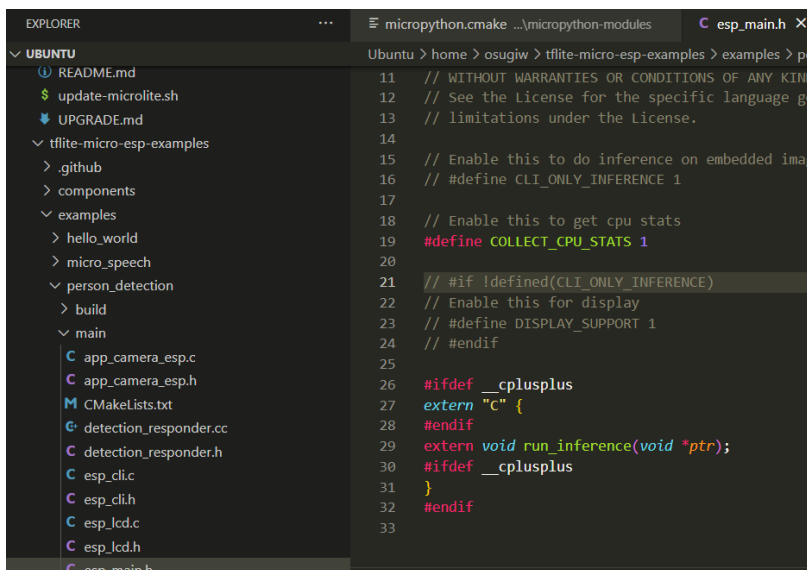 EXPLORER
...
UBUNTU
README.md
$ update-microlite.sh
UPGRADE.md
tflite-micro-esp-examples
.github
components
examples
hello_world
micro_speech
person_detection
build
main
C app_camera_esp.c
C app_camera_esp.h
M CMakeLists.txt
detection_responder.cc
C detection_responder.h
C esp_cli.c
C esp_cli.h
C esp_lcd.c
C esp_lcd.h
C esp_main.h
micropython.cmake ...\micropython-modules
C esp_main.h
Ubuntu > home > osugiw > tflite-micro-esp-examples > examples >
11 // WITHOUT WARRANTIES OR CONDITIONS OF ANY KIN
12 // See the License for the specific language g
13 // limitations under the License.
14
15 // Enable this to do inference on embedded ima
16 // #define CLI_ONLY_INFERENCE 1
17
18 // Enable this to get cpu stats
19 #define COLLECT_CPU_STATS 1
20
21 // #if !defined(CLI_ONLY_INFERENCE)
22 // Enable this for display
23 // #define DISPLAY_SUPPORT 1
24 // #endif
25
26 #ifdef __cplusplus
27 extern "C" {
28 #endif
29 extern void run_inference(void *ptr);
30 #ifdef __cplusplus
31 }
32 #endif
33